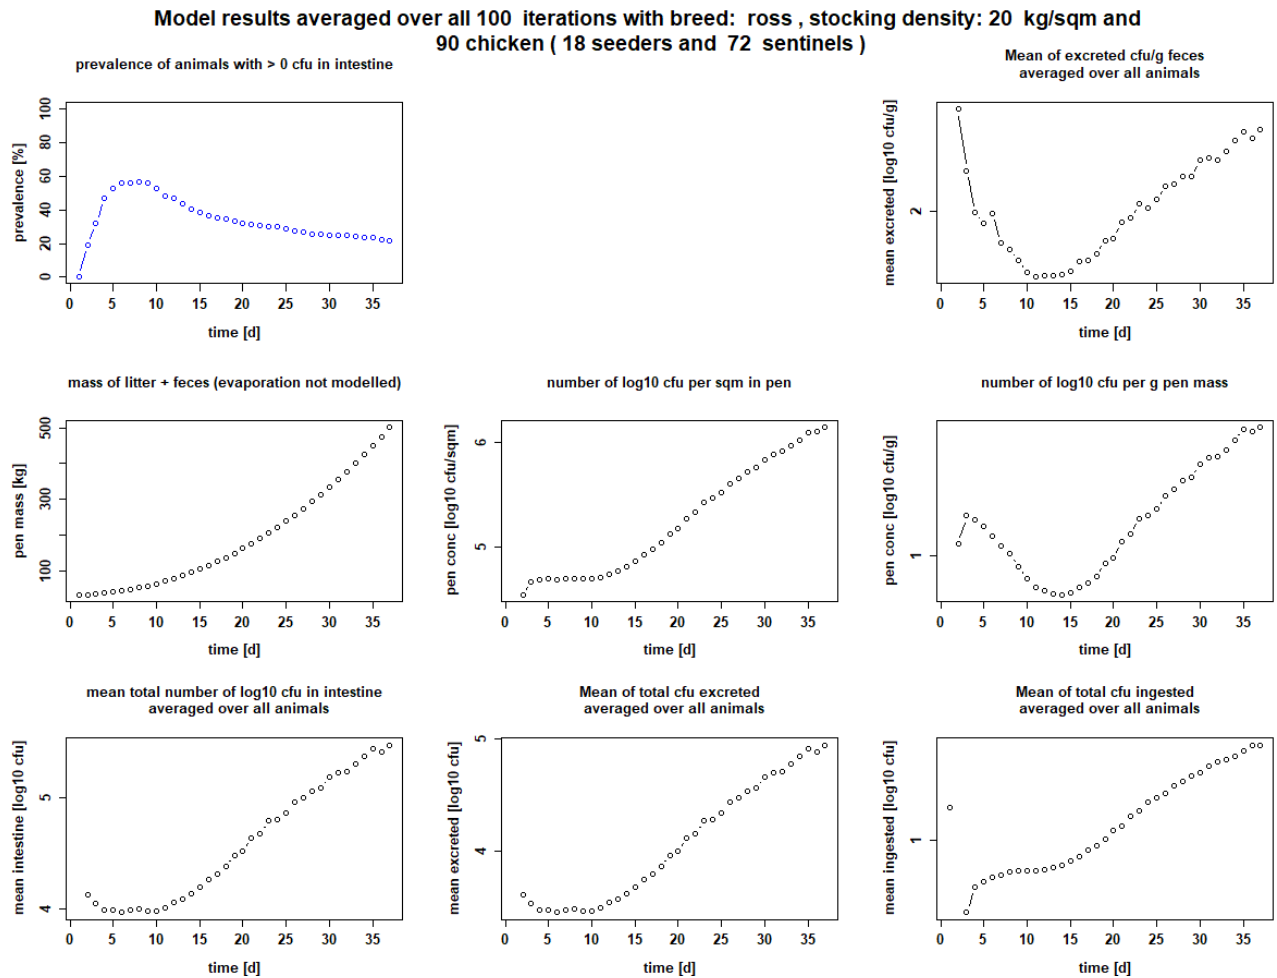 Model results averaged over all 100 iterations with breed: ross , stocking density: 20 kg/sqm and
90 chicken ( 18 seeders and 72 sentinels )
prevalence of animals with > 0 cfu in intestine
prevalence [%]
100
80
60
40
20
0
0 5 10 15 20 25 30 35
time [d]
Mean of excreted cfu/g feces
averaged over all animals
mean excreted [log10 cfu/g]
2
0 5 10 15 20 25 30 35
time [d]
mass of litter + feces (evaporation not modelled)
pen mass [kg]
500
300
100
0 5 10 15 20 25 30 35
time [d]
number of log10 cfu per sqm in pen
pen conc [log10 cfu/sqm]
6
5
0 5 10 15 20 25 30 35
time [d]
number of log10 cfu per g pen mass
pen conc [log10 cfu/g]
1
0 5 10 15 20 25 30 35
time [d]
mean total number of log10 cfu in intestine
averaged over all animals
mean intestine [log10 cfu]
5
4
0 5 10 15 20 25 30 35
time [d]
Mean of total cfu excreted
averaged over all animals
mean excreted [log10 cfu]
5
4
0 5 10 15 20 25 30 35
time [d]
Mean of total cfu ingested
averaged over all animals
mean ingested [log10 cfu]
1
0 5 10 15 20 25 30 35
time [d]